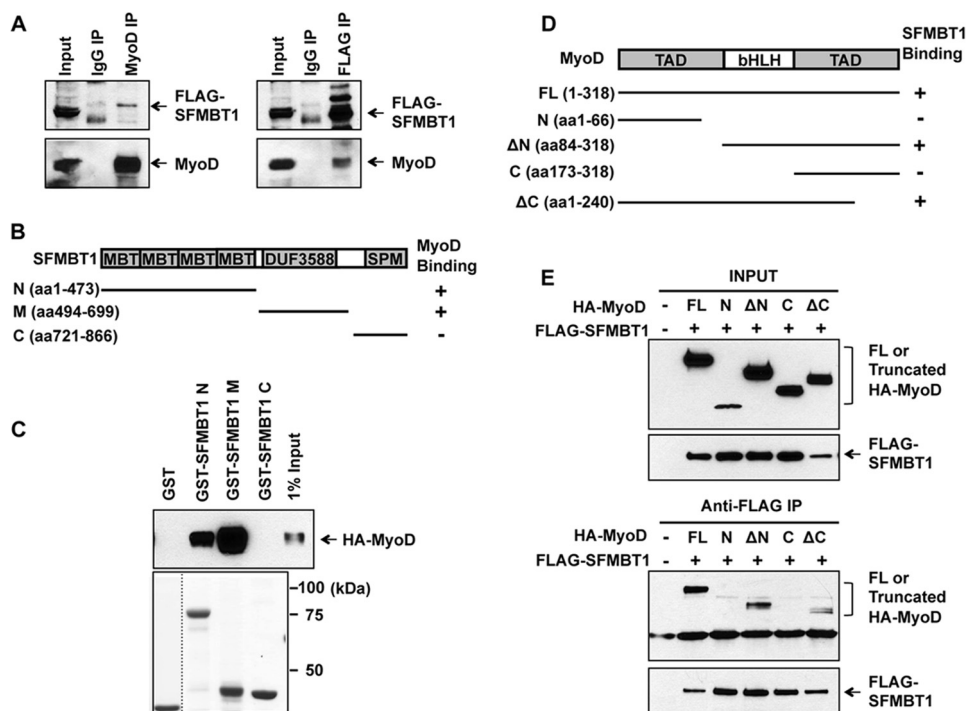 A
Input
IgG IP
MyoD IP
FLAG-
SFMBT1
MyoD
Input
IgG IP
FLAG IP
FLAG-
SFMBT1
MyoD
B
SFMBT1 MBT MBT MBT MBT DUF3588 SPM
MyoD
Binding
N (aa1-473) +
M (aa494-699) +
C (aa721-866) -
C
GST
GST-SFMBT1 N
GST-SFMBT1 M
GST-SFMBT1 C
1% Input
HA-MyoD
100 (kDa)
75
50
D
SFMBT1
Binding
MyoD TAD bHLH TAD
FL (1-318) +
N (aa1-66) -
ΔN (aa84-318) +
C (aa173-318) -
ΔC (aa1-240) +
E
INPUT
HA-MyoD - FL N ΔN C ΔC
FLAG-SFMBT1 - + + + + +
FL or
Truncated
HA-MyoD
FLAG-
SFMBT1
Anti-FLAG IP
HA-MyoD - FL N ΔN C ΔC
FLAG-SFMBT1 - + + + + +
FL or
Truncated
HA-MyoD
FLAG-
SFMBT1